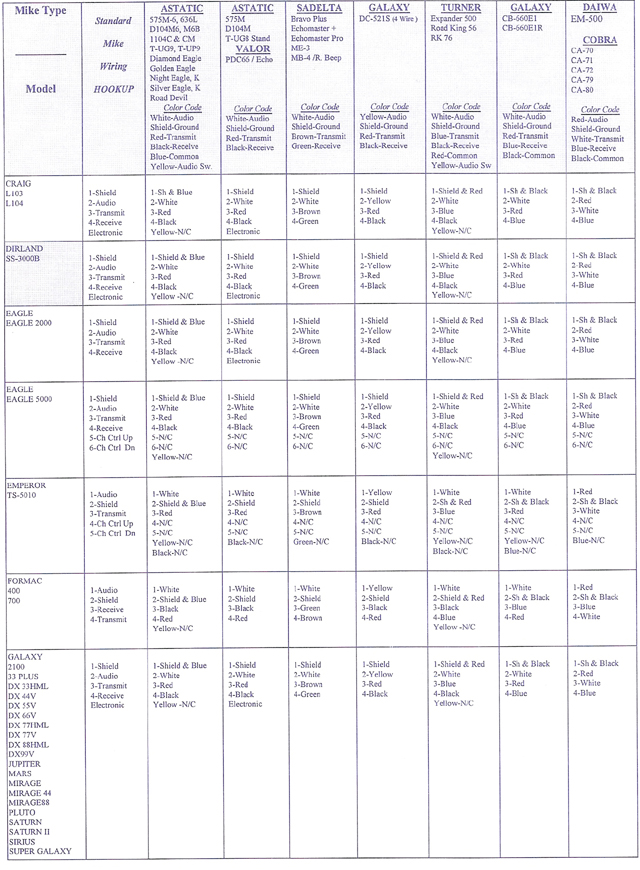 Mike Type
Model
Standard
Mike
Wiring
HOOKUP
ASTATIC
575M-6, 636L
D104M6, M6B
1104C & CM
T-UG9, T-UP9
Diamond Eagle
Golden Eagle
Night Eagle, K
Silver Eagle, K
Road Devil
Color Code
White-Audio
Shield-Ground
Red-Transmit
Black-Receive
Blue-Common
Yellow-Audio Sw.
ASTATIC
575M
D104M
T-UG8 Stand
VALOR
PDC66 / Echo
Color Code
White-Audio
Shield-Ground
Red-Transmit
Black-Receive
SADELTA
Bravo Plus
Echomaster +
Echomaster Pro
ME-3
MB-4 /R. Beep
Color Code
White-Audio
Shield-Ground
Brown-Transmit
Green-Receive
GALAXY
DC-521S (4 Wire )
Color Code
Yellow-Audio
Shield-Ground
Red-Transmit
Black-Receive
TURNER
Expander 500
Road King 56
RK 76
Color Code
White-Audio
Shield-Ground
Blue-Transmit
Black-Receive
Red-Common
Yellow-Audio Sw
GALAXY
CB-660E1
CB-660E1R
Color Code
White-Audio
Shield-Ground
Red-Transmit
Blue-Receive
Black-Common
DAIWA
EM-500
COBRA
CA-70
CA-71
CA-72
CA-79
CA-80
Color Code
Red-Audio
Shield-Ground
White-Transmit
Blue-Receive
Black-Common
CRAIG
L103
L104
1-Shield
2-Audio
3-Transmit
4-Receive
Electronic
1-Sh & Blue
2-White
3-Red
4-Black
Yellow-N/C
1-Shield
2-White
3-Red
4-Black
Electronic
1-Shield
2-White
3-Brown
4-Green
1-Shield
2-Yellow
3-Red
4-Black
1-Shield & Red
2-White
3-Blue
4-Black
Yellow-N/C
1-Sh & Black
2-White
3-Red
4-Blue
1-Sh & Black
2-Red
3-White
4-Blue
DIRLAND
SS-3000B
1-Shield
2-Audio
3-Transmit
4-Receive
Electronic
1-Shield & Blue
2-White
3-Red
4-Black
Yellow -N/C
1-Shield
2-White
3-Red
4-Black
Electronic
1-Shield
2-White
3-Brown
4-Green
1-Shield
2-Yellow
3-Red
4-Black
1-Shield & Red
2-White
3-Blue
4-Black
Yellow-N/C
1-Sh & Black
2-White
3-Red
4-Blue
1-Sh & Black
2-Red
3-White
4-Blue
EAGLE
EAGLE 2000
1-Shield
2-Audio
3-Transmit
4-Receive
1-Shield & Blue
2-White
3-Red
4-Black
Yellow -N/C
1-Shield
2-White
3-Red
4-Black
Electronic
1-Shield
2-White
3-Brown
4-Green
1-Shield
2-Yellow
3-Red
4-Black
1-Shield & Red
2-White
3-Blue
4-Black
Yellow-N/C
1-Sh & Black
2-White
3-Red
4-Blue
1-Sh & Black
2-Red
3-White
4-Blue
EAGLE
EAGLE 5000
1-Shield
2-Audio
3-Transmit
4-Receive
5-Ch Ctrl Up
6-Ch Ctrl Dn
1-Shield & Blue
2-White
3-Red
4-Black
5-N/C
6-N/C
Yellow-N/C
1-Shield
2-White
3-Red
4-Black
5-N/C
6-N/C
1-Shield
2-White
3-Brown
4-Green
5-N/C
6-N/C
1-Shield
2-Yellow
3-Red
4-Black
5-N/C
6-N/C
1-Shield & Red
2-White
3-Blue
4-Black
5-N/C
6-N/C
Yellow-N/C
1-Sh & Black
2-White
3-Red
4-Blue
5-N/C
6-N/C
1-Sh & Black
2-Red
3-White
4-Blue
5-N/C
6-N/C
EMPEROR
TS-5010
1-Audio
2-Shield
3-Transmit
4-Ch Ctrl Up
5-Ch Ctrl Dn
1-White
2-Shield & Blue
3-Red
4-N/C
5-N/C
Yellow-N/C
Black-N/C
1-White
2-Shield
3-Red
4-N/C
5-N/C
Black-N/C
1-White
2-Shield
3-Brown
4-N/C
5-N/C
Green-N/C
1-Yellow
2-Shield
3-Red
4-N/C
5-N/C
Black-N/C
1-White
2-Sh & Red
3-Blue
4-N/C
5-N/C
Yellow-N/C
Black-N/C
1-White
2-Sh & Black
3-Red
4-N/C
5-N/C
Yellow-N/C
Blue-N/C
1-Red
2-Sh & Black
3-White
4-N/C
5-N/C
Blue-N/C
FORMAC
400
700
1-Audio
2-Shield
3-Receive
4-Transmit
1-White
2-Shield & Blue
3-Black
4-Red
Yellow-N/C
1-White
2-Shield
3-Black
4-Red
1-White
2-Shield
3-Green
4-Brown
1-Yellow
2-Shield
3-Black
4-Red
1-White
2-Shield & Red
3-Black
4-Blue
Yellow -N/C
1-White
2-Sh & Black
3-Blue
4-Red
1-Red
2-Sh & Black
3-Blue
4-White
GALAXY
2100
33 PLUS
DX 33HML
DX 44V
DX 55V
DX 66V
DX 77HML
DX 77V
DX 88HML
DX99V
JUPITER
MARS
MIRAGE
MIRAGE 44
MIRAGE88
PLUTO
SATURN
SATURN II
SIRIUS
SUPER GALAXY
1-Shield
2-Audio
3-Transmit
4-Receive
Electronic
1-Shield & Blue
2-White
3-Red
4-Black
Yellow -N/C
1-Shield
2-White
3-Red
4-Black
Electronic
1-Shield
2-White
3-Brown
4-Green
1-Shield
2-Yellow
3-Red
4-Black
1-Shield & Red
2-White
3-Blue
4-Black
Yellow-N/C
1-Sh & Black
2-White
3-Red
4-Blue
1-Sh & Black
2-Red
3-White
4-Blue